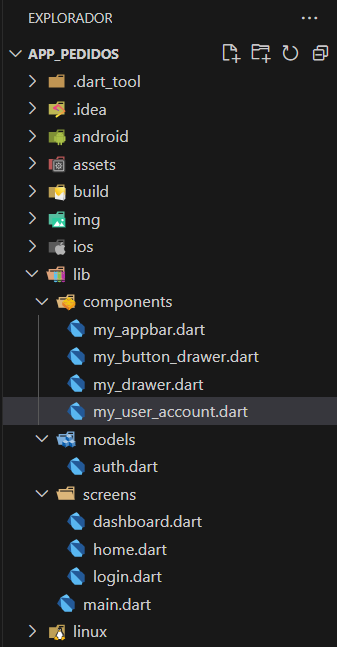 EXPLORADOR
APP_PEDIDOS
.dart_tool
.idea
android
assets
build
img
ios
lib
components
my_appbar.dart
my_button_drawer.dart
my_drawer.dart
my_user_account.dart
models
auth.dart
screens
dashboard.dart
home.dart
login.dart
main.dart
linux